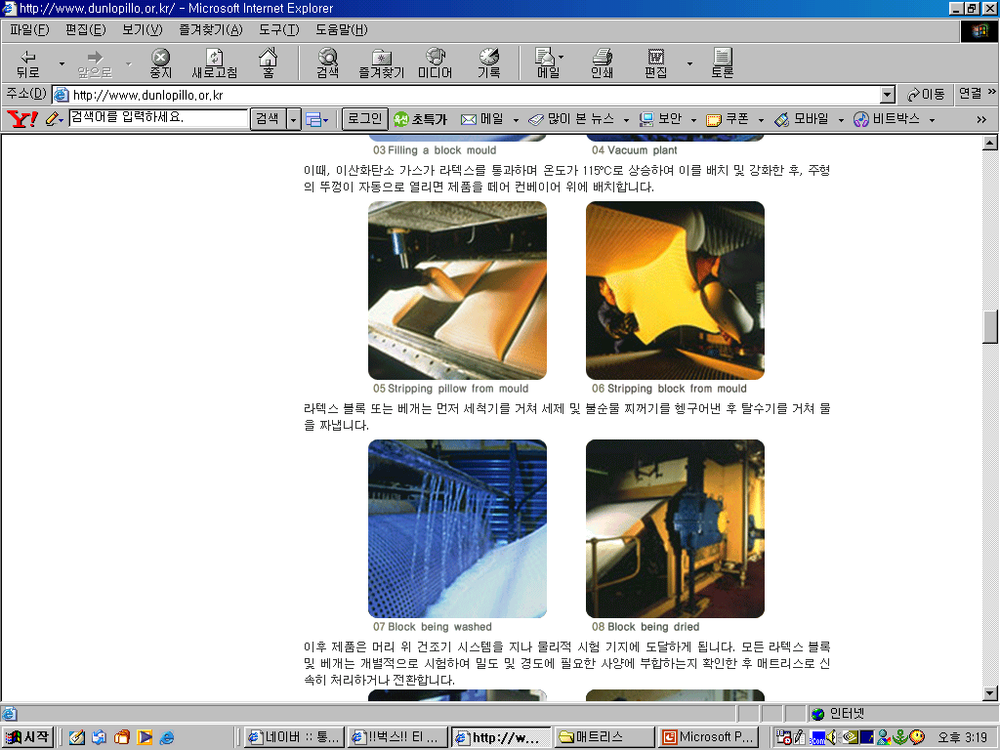 http://www.dunlopillo.or.kr/ - Microsoft Internet Explorer
파일(F) 편집(E) 보기(V) 즐겨찾기(A) 도구(T) 도움말(H)
뒤로 앞으로 중지 새로고침 홈 검색 즐겨찾기 미디어 기록 메일 인쇄 편집 토론
주소(D) http://www.dunlopillo.or.kr 이동 연결 »
Y! 검색어를 입력하세요. 검색 로그인 옥션 초특가 메일 많이 본 뉴스 보안 쿠폰 모바일 비트박스 »
03 Filling a block mould 04 Vacuum plant
이때, 이산화탄소 가스가 라텍스를 통과하며 온도가 115℃로 상승하여 이를 배치 및 강화한 후, 주형
의 뚜껑이 자동으로 열리면 제품을 떼어 컨베이어 위에 배치합니다.
05 Stripping pillow from mould 06 Stripping block from mould
라텍스 블록 또는 베개는 먼저 세척기를 거쳐 세제 및 불순물 찌꺼기를 헹구어낸 후 탈수기를 거쳐 물
을 짜냅니다.
07 Block being washed 08 Block being dried
이후 제품은 머리 위 건조기 시스템을 지나 물리적 시험 기지에 도달하게 됩니다. 모든 라텍스 블록
및 베개는 개별적으로 시험하여 밀도 및 경도에 필요한 사양에 부합하는지 확인한 후 매트리스로 신
속히 처리하거나 전환합니다.
인터넷
시작 네이버 :: 통... !!벅스!! 티 ... http://w... 매트리스 Microsoft P... 3Com 오후 3:19